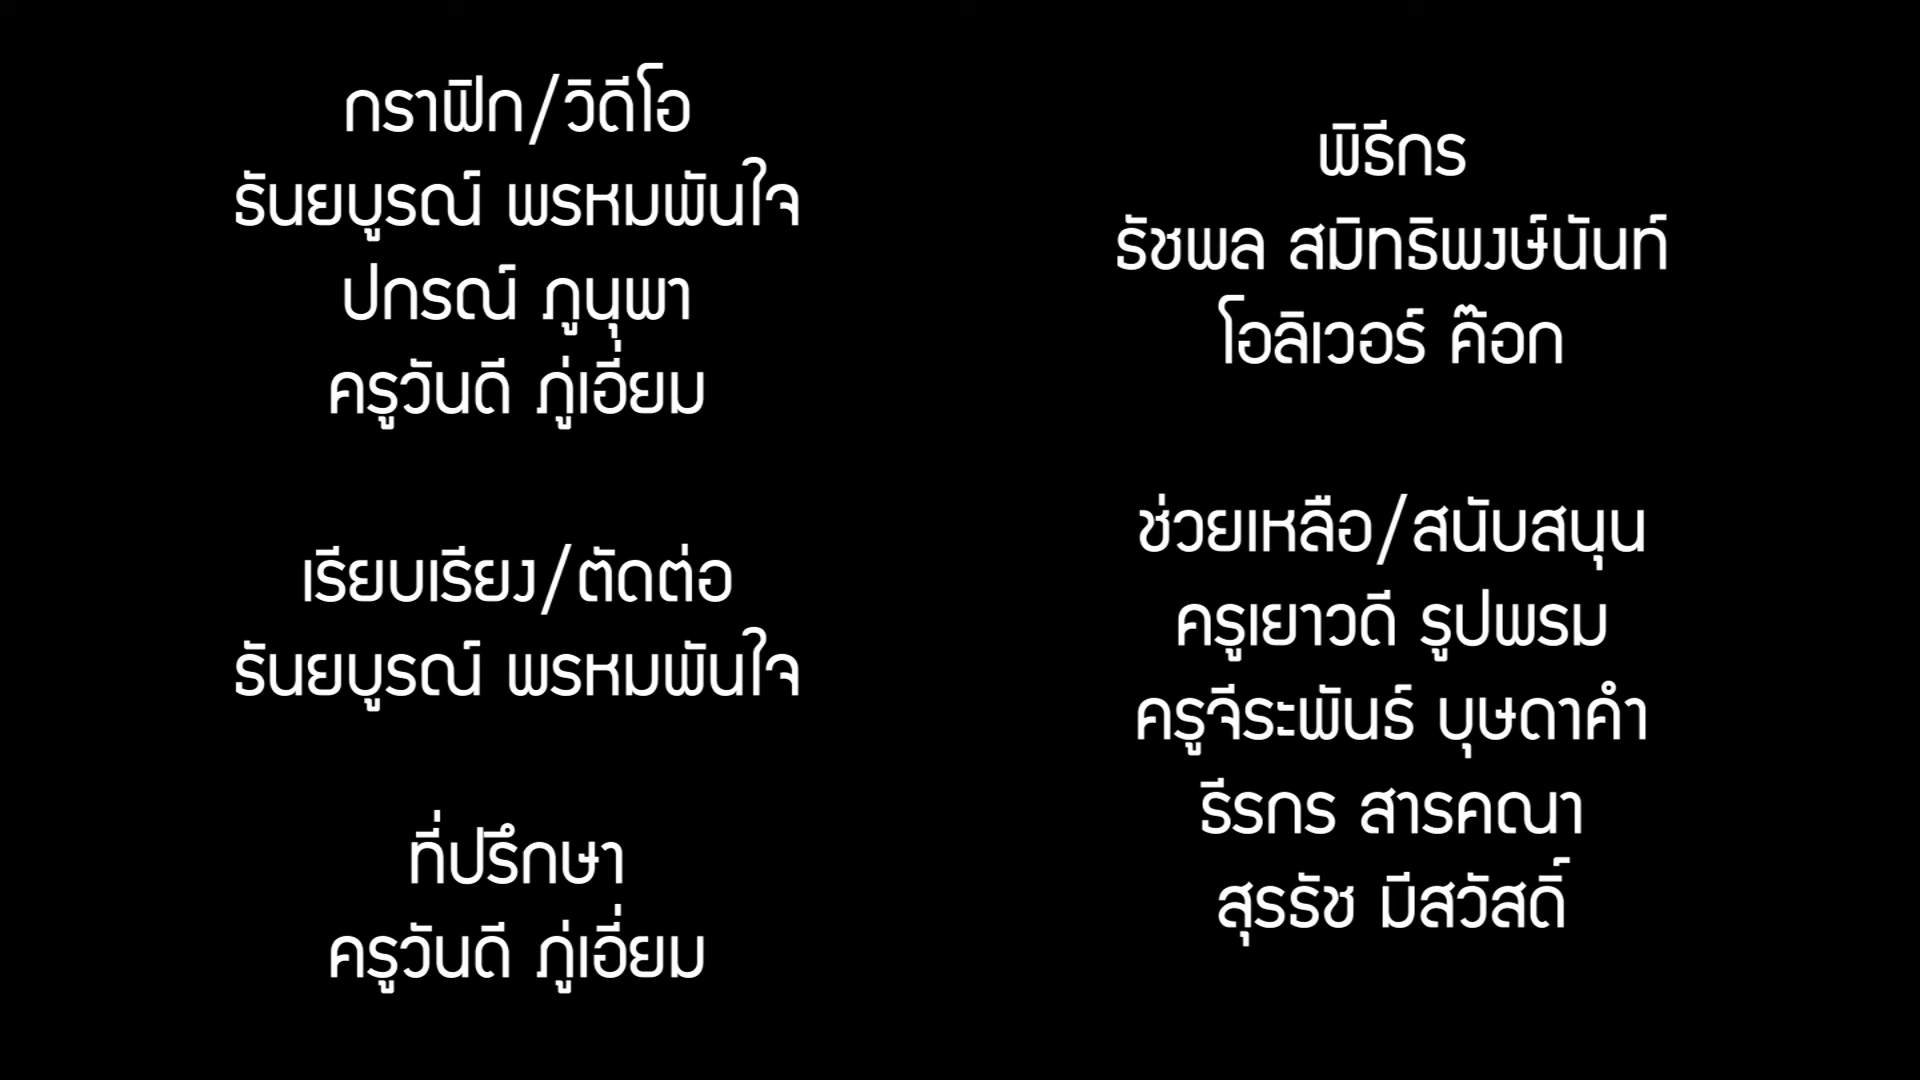 กราฟิก/วิดีโอ
ธันยบูรณ์ พรหมพันใจ
ปกรณ์ ภูนุพา
ครูวันดี ภู่เอี่ยม
เรียบเรียง/ตัดต่อ
ธันยบูรณ์ พรหมพันใจ
ที่ปรึกษา
ครูวันดี ภู่เอี่ยม
พิธีกร
ธัชพล สมิทธิพงษ์นันท์
โอลิเวอร์ ค๊อก
ช่วยเหลือ/สนับสนุน
ครูเยาวดี รูปพรม
ครูจีระพันธ์ บุษดาคำ
ธีรกร สารคณา
สุรธัช มีสวัสดิ์